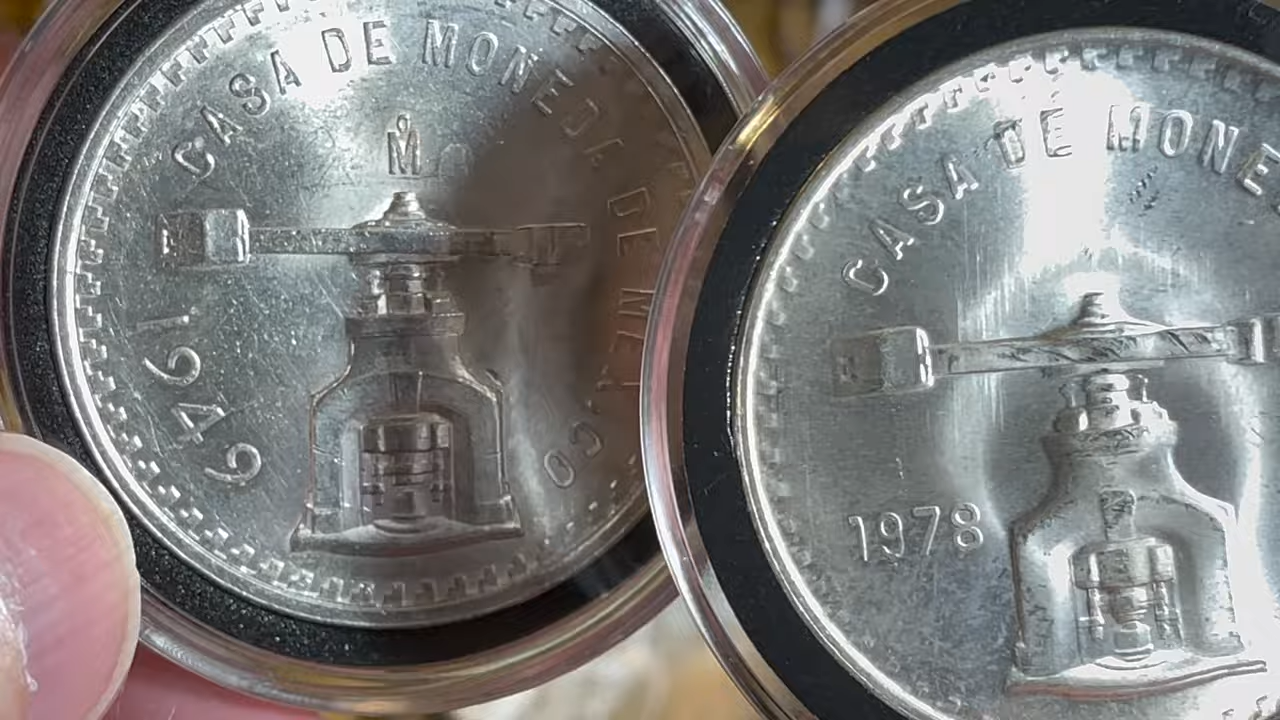 CASA DE MONEDA DE MEXICO
M̊
1949
CASA DE MONE
1978